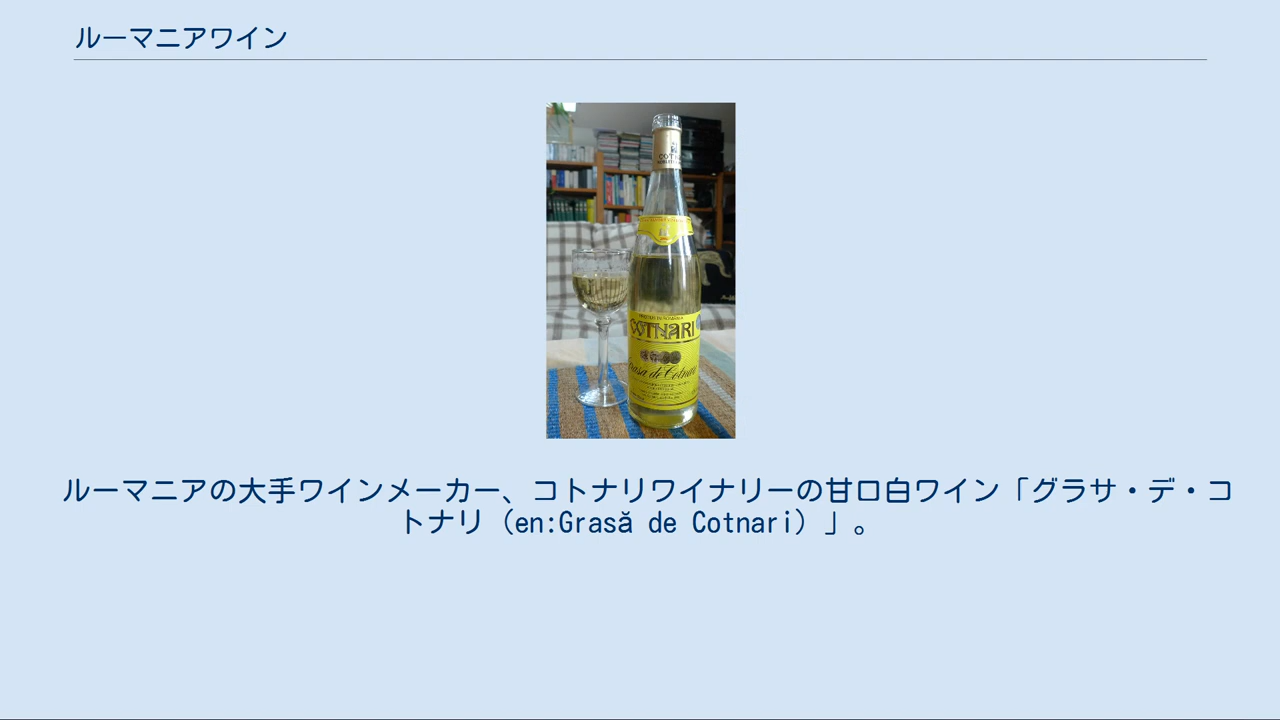 ルーマニアワイン
COTNARI
Grasa de Cotnari
ルーマニアの大手ワインメーカー、コトナリワイナリーの甘口白ワイン「グラサ・デ・コ
トナリ（en:Grasă de Cotnari）」。